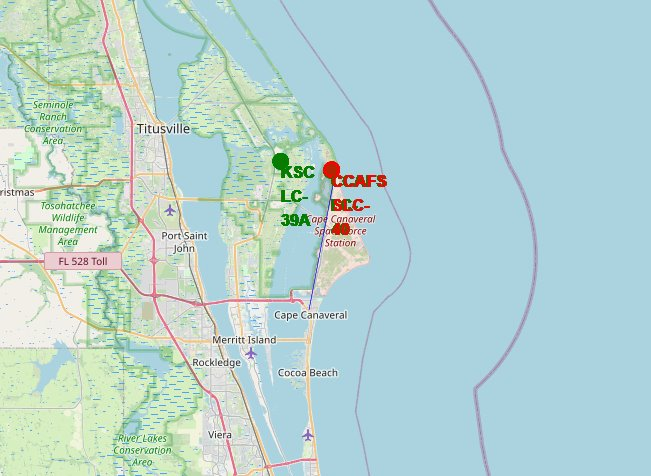 Seminole
Ranch
Conservation
Area
Titusville
KSC
LC-
39A
CCAFS
SLC-
40
Cape Canaveral
Space Force
Station
ristmas
Tosohatchee
Wildlife
Management
Area
Port Saint
John
FL 528 Toll
Cape Canaveral
Merritt Island
Rockledge
Cocoa Beach
Viera
River Lakes
Conservation
Area